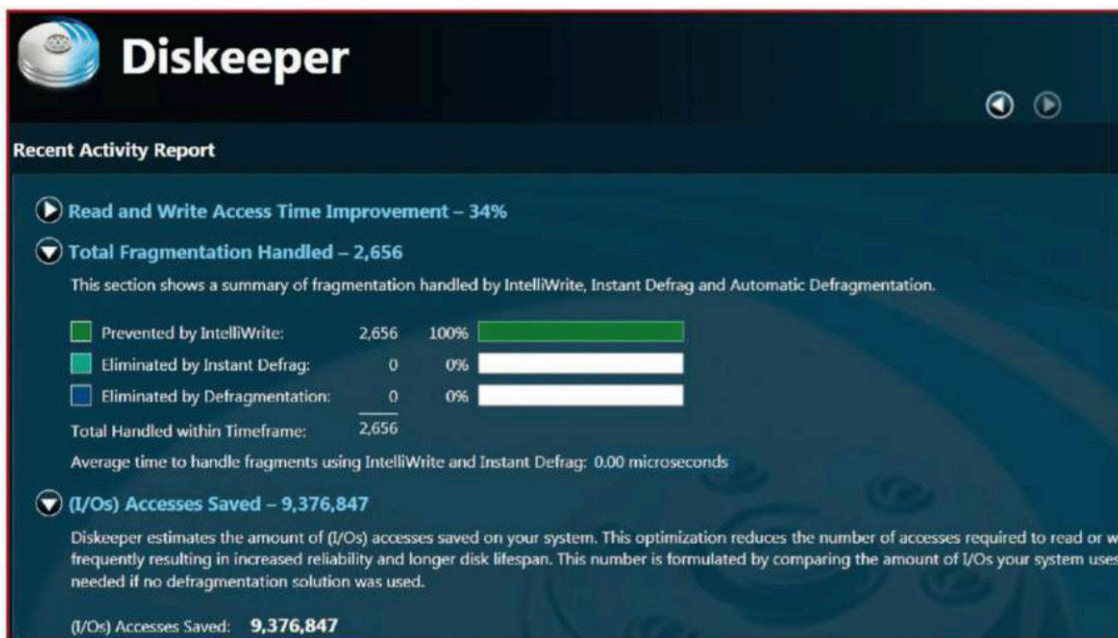 Diskeeper
Recent Activity Report
Read and Write Access Time Improvement – 34%
Total Fragmentation Handled – 2,656
This section shows a summary of fragmentation handled by IntelliWrite, Instant Defrag and Automatic Defragmentation.
Prevented by IntelliWrite: 2,656 100%
Eliminated by Instant Defrag: 0 0%
Eliminated by Defragmentation: 0 0%
Total Handled within Timeframe: 2,656
Average time to handle fragments using IntelliWrite and Instant Defrag: 0.00 microseconds
(I/Os) Accesses Saved – 9,376,847
Diskeeper estimates the amount of (I/Os) accesses saved on your system. This optimization reduces the number of accesses required to read or w
frequently resulting in increased reliability and longer disk lifespan. This number is formulated by comparing the amount of I/Os your system uses
needed if no defragmentation solution was used.
(I/Os) Accesses Saved: 9,376,847